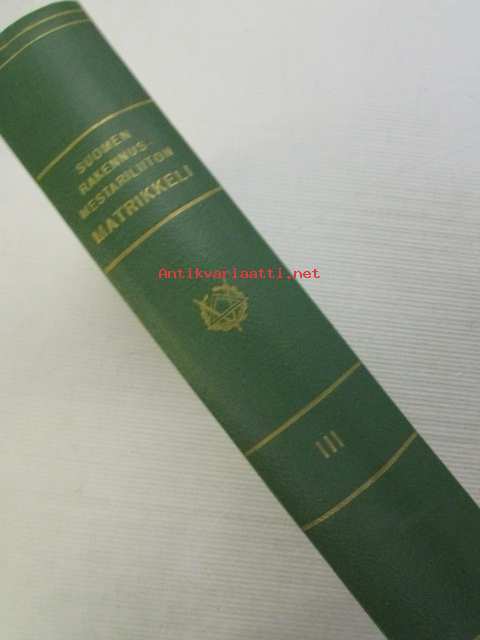 SUOMEN
RAKENNUS-
MESTARILIITON
MATRIKKELI
Antikvariaatti.net
III